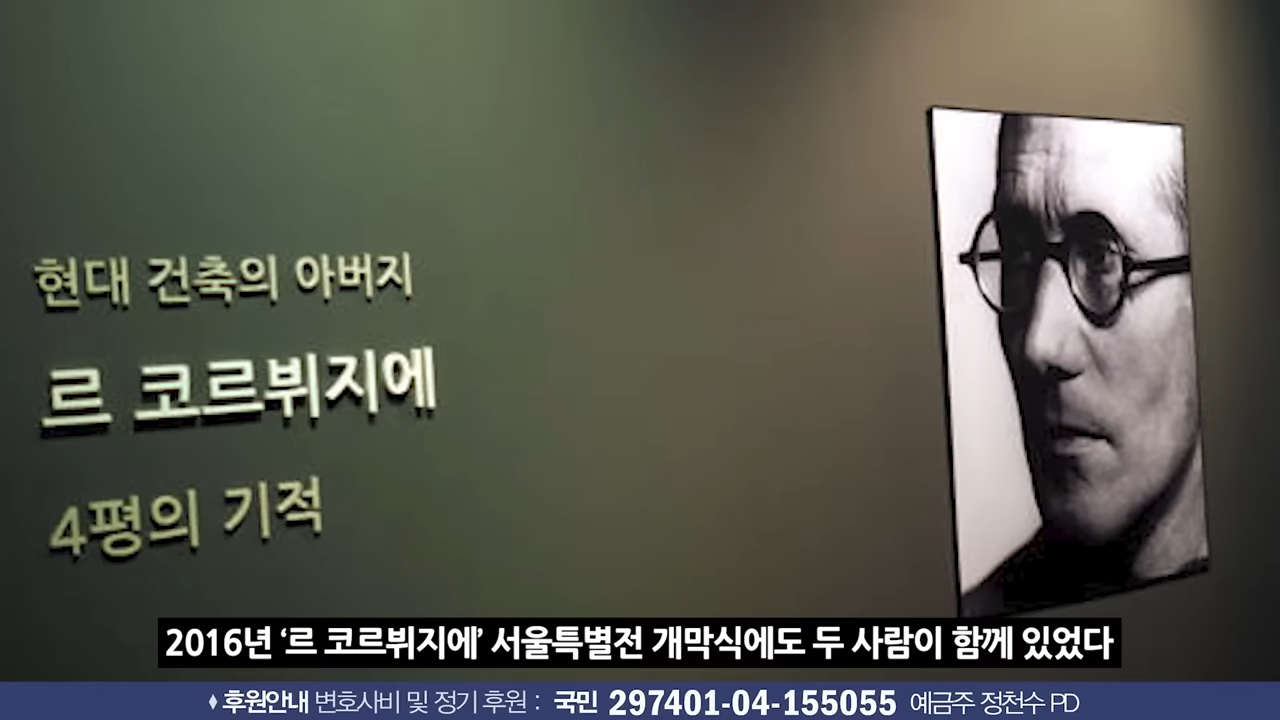 현대 건축의 아버지
르 코르뷔지에
4평의 기적
2016년 ‘르 코르뷔지에’ 서울특별전 개막식에도 두 사람이 함께 있었다
♦ 후원안내 변호사비 및 정기 후원 : 국민 297401-04-155055 예금주 정천수 PD